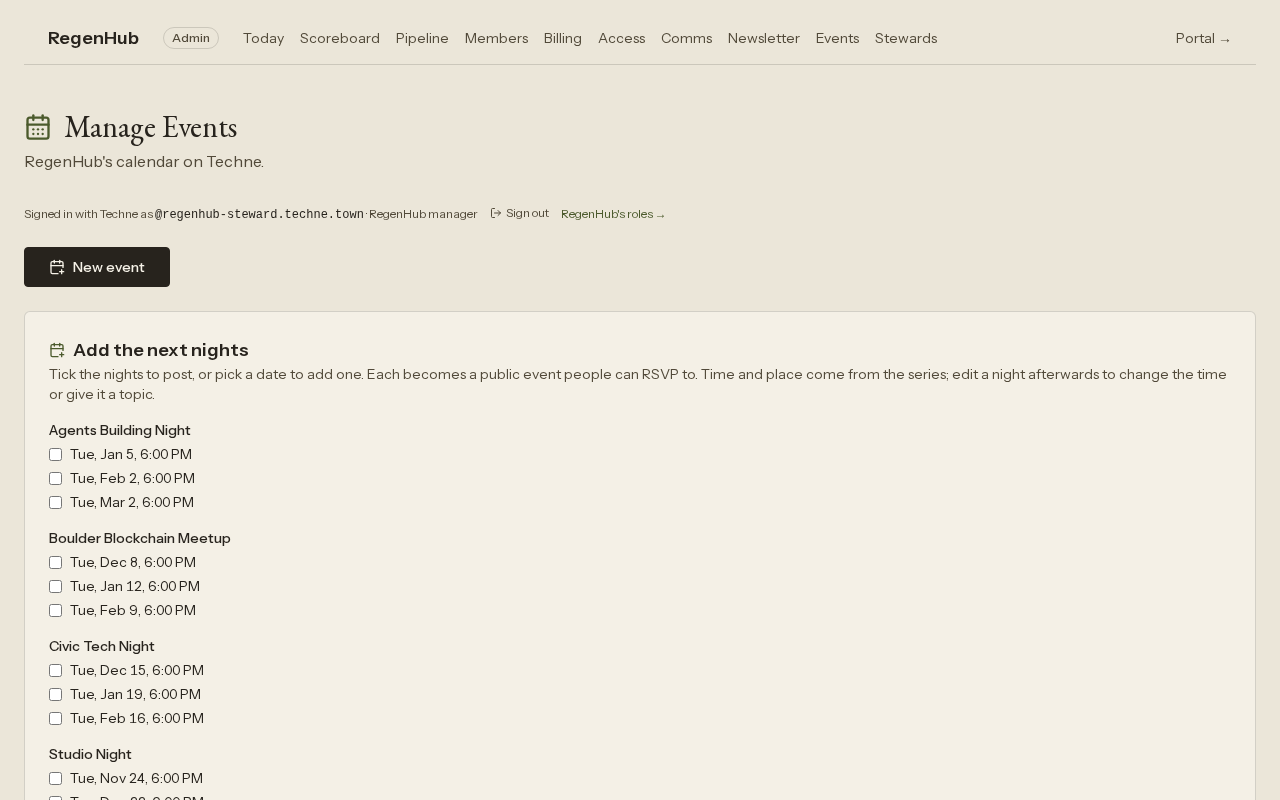 RegenHub Admin Today Scoreboard Pipeline Members Billing Access Comms Newsletter Events Stewards Portal →
Manage Events
RegenHub's calendar on Techne.
Signed in with Techne as @regenhub-steward.techne.town · RegenHub manager Sign out RegenHub's roles →
New event
Add the next nights
Tick the nights to post, or pick a date to add one. Each becomes a public event people can RSVP to. Time and place come from the series; edit a night afterwards to change the time
or give it a topic.
Agents Building Night
Tue, Jan 5, 6:00 PM
Tue, Feb 2, 6:00 PM
Tue, Mar 2, 6:00 PM
Boulder Blockchain Meetup
Tue, Dec 8, 6:00 PM
Tue, Jan 12, 6:00 PM
Tue, Feb 9, 6:00 PM
Civic Tech Night
Tue, Dec 15, 6:00 PM
Tue, Jan 19, 6:00 PM
Tue, Feb 16, 6:00 PM
Studio Night
Tue, Nov 24, 6:00 PM